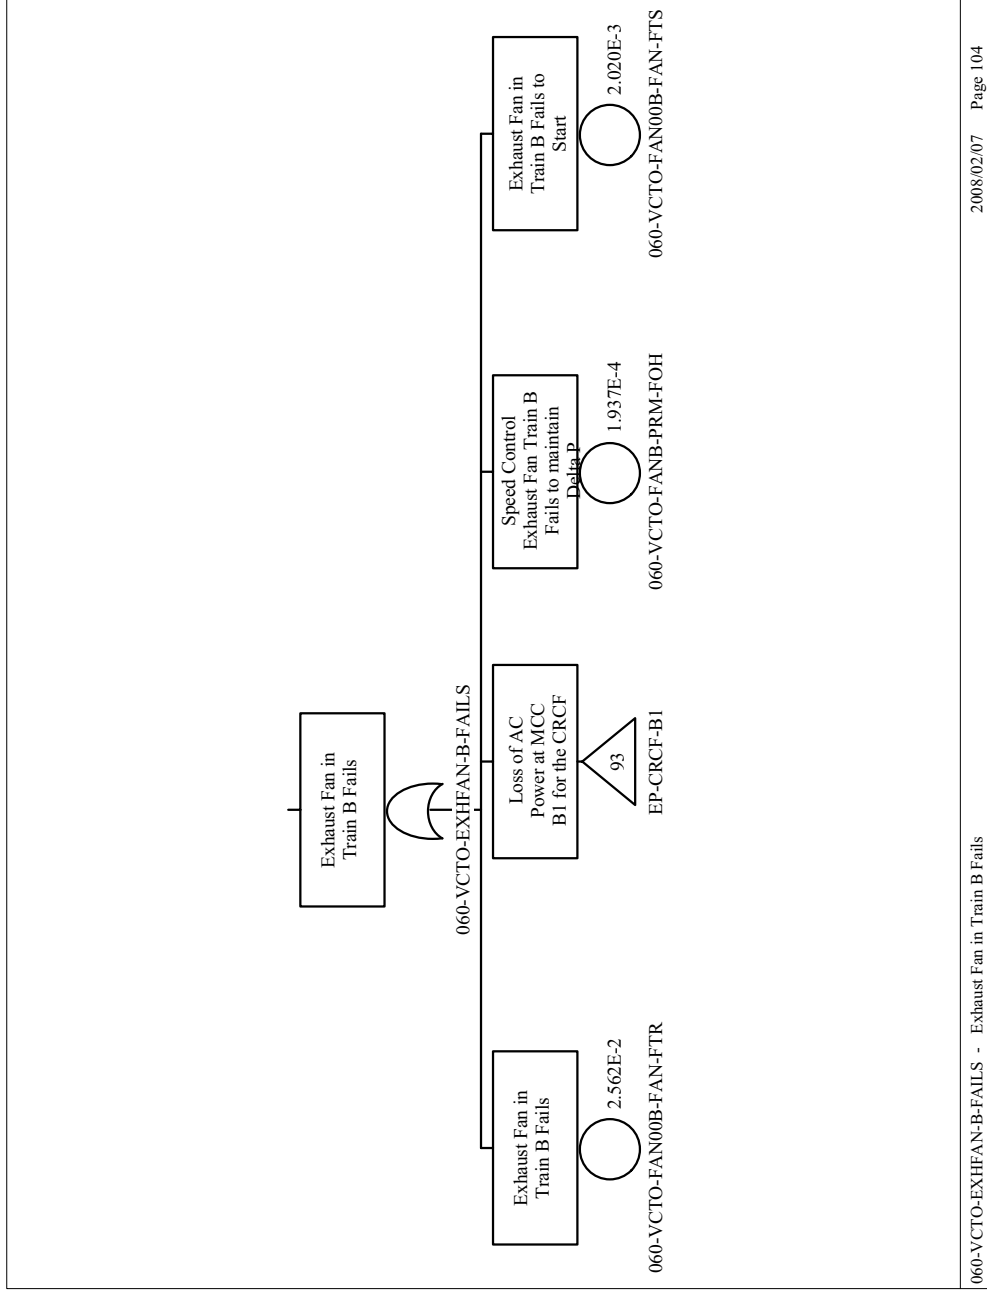 Exhaust Fan in
Train B Fails
060-VCTO-EXHFAN-B-FAILS
Exhaust Fan in
Train B Fails
2.562E-2
060-VCTO-FAN00B-FAN-FTR
Loss of AC
Power at MCC
B1 for the CRCF
93
EP-CRCF-B1
Speed Control
Exhaust Fan Train B
Fails to maintain
Delta P
1.937E-4
060-VCTO-FANB-PRM-FOH
Exhaust Fan in
Train B Fails to
Start
2.020E-3
060-VCTO-FAN00B-FAN-FTS
060-VCTO-EXHFAN-B-FAILS - Exhaust Fan in Train B Fails
2008/02/07 Page 104